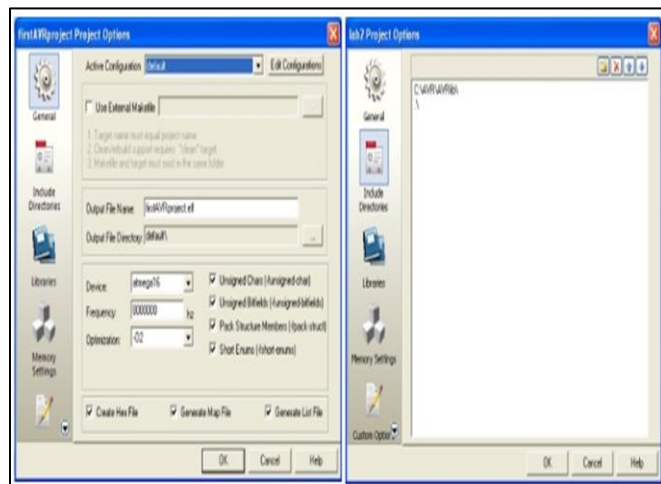 firstAVRproject Project Options
General
Include Directories
Libraries
Memory Settings
Active Configuration default Edit Configurations
Use External Makefile ...
1. Target name must equal project name
2. Clean/rebuild support requires "clean" target
3. Makefile and target must exist in the same folder
Output File Name: firstAVRproject.elf
Output File Directory: default\ ...
Device: atmega16
Frequency: 8000000 hz
Optimization: -O2
Unsigned Chars (-funsigned-char)
Unsigned Bitfields (-funsigned-bitfields)
Pack Structure Members (-fpack-struct)
Short Enums (-fshort-enums)
Create Hex File Generate Map File Generate List File
OK Cancel Help
lab2 Project Options
General
Include Directories
Libraries
Memory Settings
Custom Option
.\
OK Cancel Help